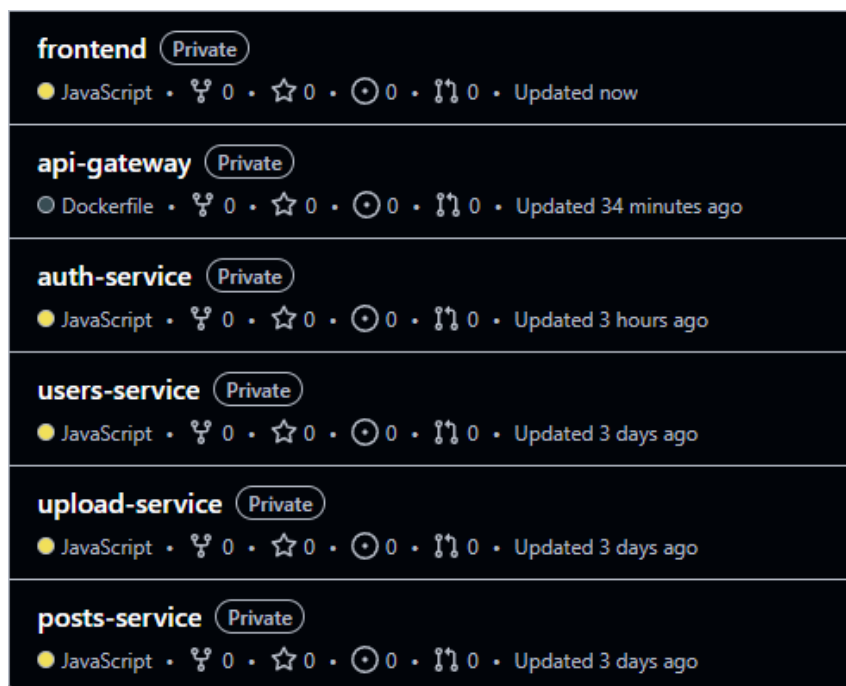 frontend Private
JavaScript • 0 • 0 • 0 • 0 • Updated now
api-gateway Private
Dockerfile • 0 • 0 • 0 • 0 • Updated 34 minutes ago
auth-service Private
JavaScript • 0 • 0 • 0 • 0 • Updated 3 hours ago
users-service Private
JavaScript • 0 • 0 • 0 • 0 • Updated 3 days ago
upload-service Private
JavaScript • 0 • 0 • 0 • 0 • Updated 3 days ago
posts-service Private
JavaScript • 0 • 0 • 0 • 0 • Updated 3 days ago